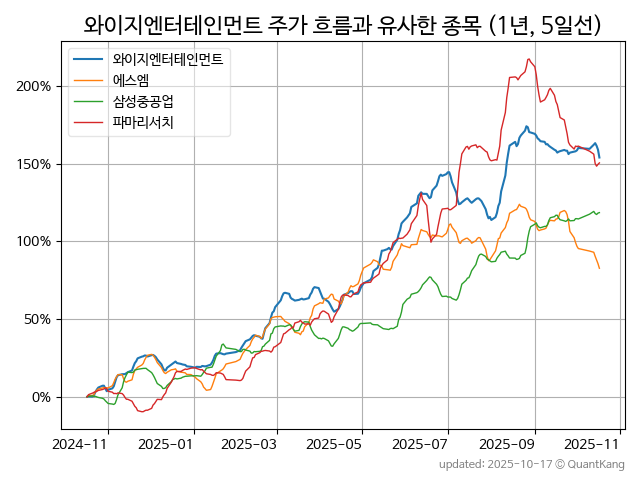 와이지엔터테인먼트 주가 흐름과 유사한 종목 (1년, 5일선)
와이지엔터테인먼트
에스엠
삼성중공업
파마리서치
200%
150%
100%
50%
0%
2024-11
2025-01
2025-03
2025-05
2025-07
2025-09
2025-11
updated: 2025-10-17 © QuantKang